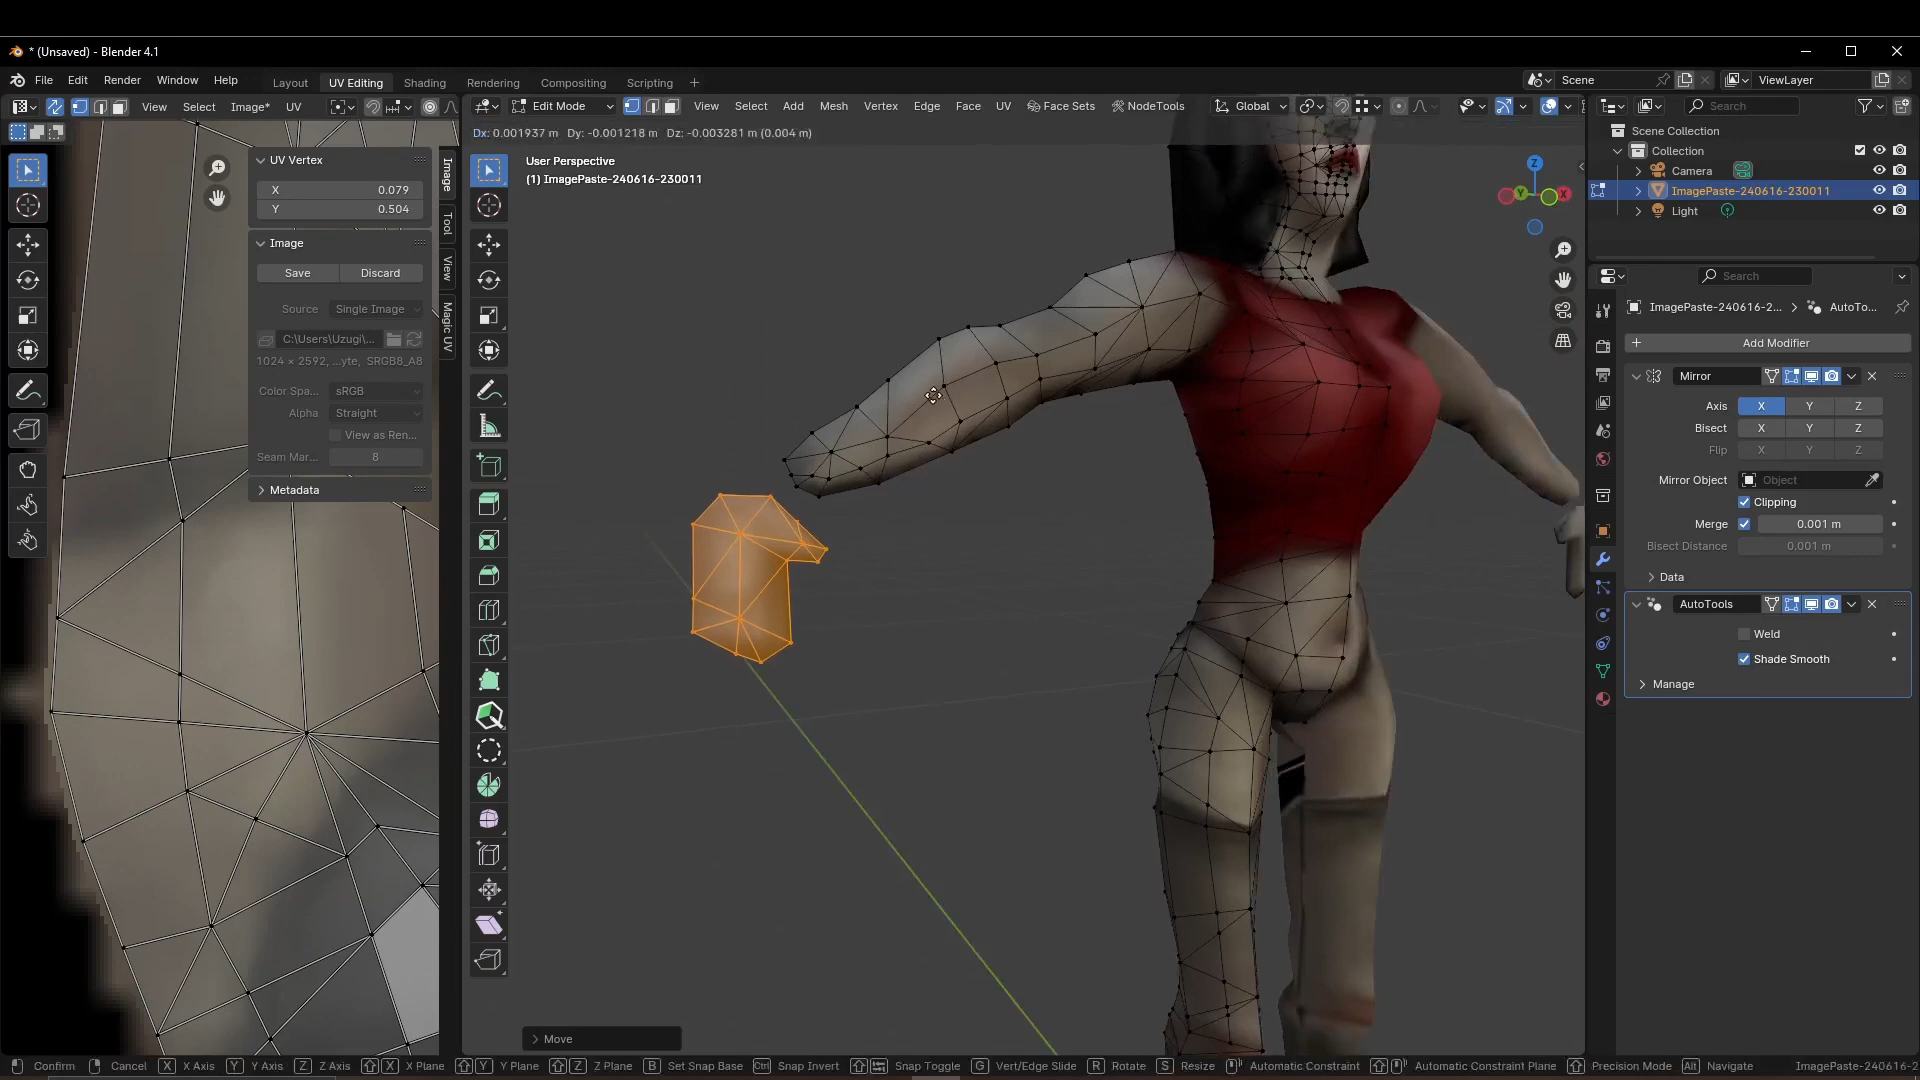 * (Unsaved) - Blender 4.1
File Edit Render Window Help
Layout UV Editing Shading Rendering Compositing Scripting +
Scene
ViewLayer
View Select Image* UV
Edit Mode
View Select Add Mesh Vertex Edge Face UV Face Sets NodeTools
Global
Search
Dx: 0.001937 m Dy: -0.001218 m Dz: -0.003281 m (0.004 m)
User Perspective
(1) ImagePaste-240616-230011
UV Vertex
X 0.079
Y 0.504
Image
Save Discard
Source Single Image
C:\Users\Uzugi\...
1024 × 2592, ...yte, SRGB8_A8
Color Spa... sRGB
Alpha Straight
View as Ren...
Seam Mar... 8
Metadata
Image
Tool
View
Magic UV
Z
Y
X
Move
Scene Collection
Collection
Camera
ImagePaste-240616-230011
Light
Search
ImagePaste-240616-2... > AutoTo...
+ Add Modifier
Mirror
Axis X Y Z
Bisect X Y Z
Flip X Y Z
Mirror Object Object
Clipping
Merge 0.001 m
Bisect Distance 0.001 m
Data
AutoTools
Weld
Shade Smooth
Manage
Confirm Cancel X X Axis Y Y Axis Z Z Axis X X Plane Y Y Plane Z Z Plane B Set Snap Base Ctrl Snap Invert Snap Toggle G Vert/Edge Slide R Rotate S Resize Automatic Constraint Automatic Constraint Plane Precision Mode Alt Navigate ImagePaste-240616-2